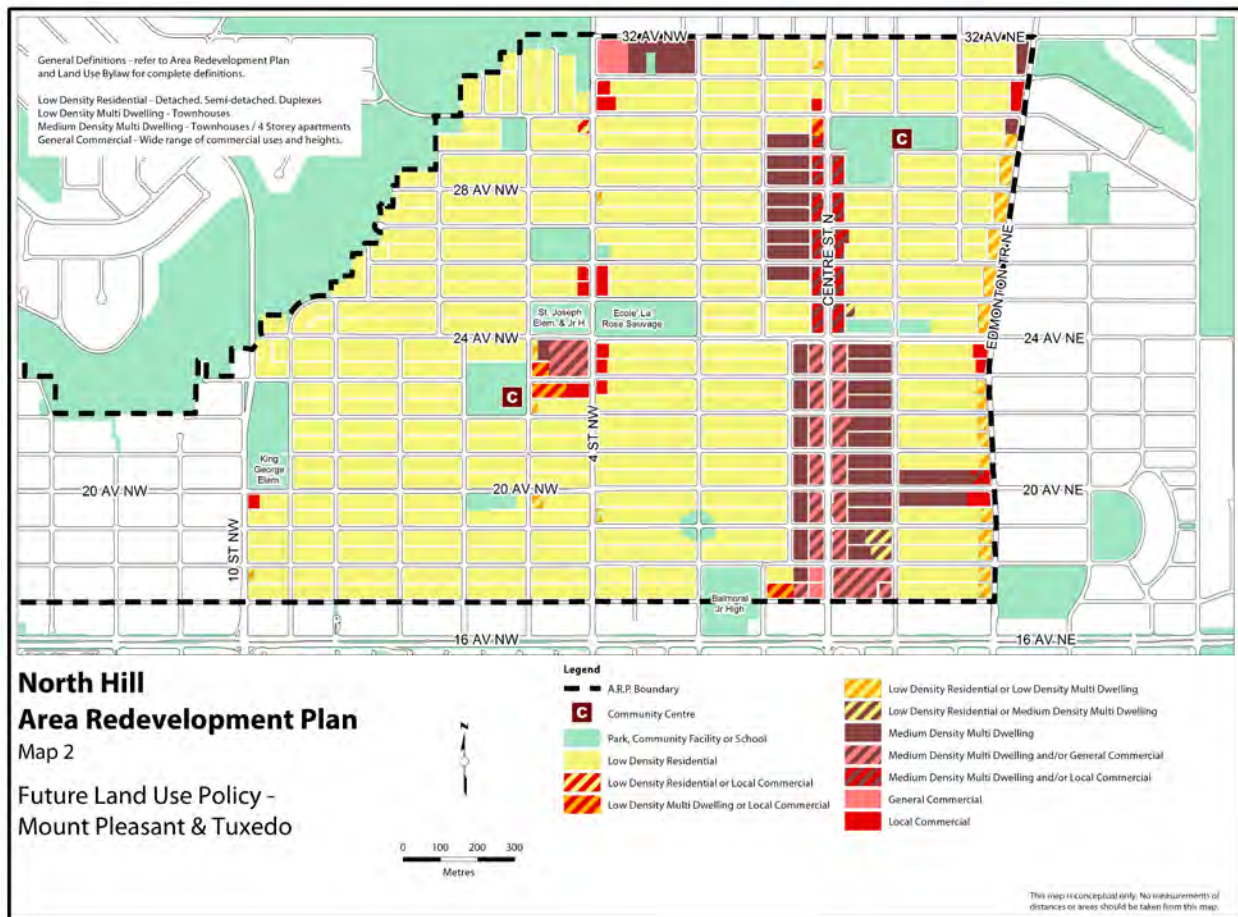 General Definitions - refer to Area Redevelopment Plan
and Land Use Bylaw for complete definitions.
Low Density Residential - Detached. Semi-detached. Duplexes
Low Density Multi Dwelling - Townhouses
Medium Density Multi Dwelling - Townhouses / 4 Storey apartments
General Commercial - Wide range of commercial uses and heights.
32 AV NW
32 AV NE
C
28 AV NW
CENTRE ST N
EDMONTON TR NE
St. Joseph
Elem. & Jr H.
Ecole' La
Rose Sauvage
24 AV NW
24 AV NE
C
4 ST NW
King
George
Elem
20 AV NW
20 AV NW
20 AV NE
10 ST NW
Balmoral
Jr High
16 AV NW
16 AV NE
North Hill
Area Redevelopment Plan
Map 2
Future Land Use Policy -
Mount Pleasant & Tuxedo
N
0 100 200 300
Metres
Legend
A.R.P. Boundary
C Community Centre
Park, Community Facility or School
Low Density Residential
Low Density Residential or Local Commercial
Low Density Multi Dwelling or Local Commercial
Low Density Residential or Low Density Multi Dwelling
Low Density Residential or Medium Density Multi Dwelling
Medium Density Multi Dwelling
Medium Density Multi Dwelling and/or General Commercial
Medium Density Multi Dwelling and/or Local Commercial
General Commercial
Local Commercial
This map is conceptual only. No measurements of
distances or areas should be taken from this map.